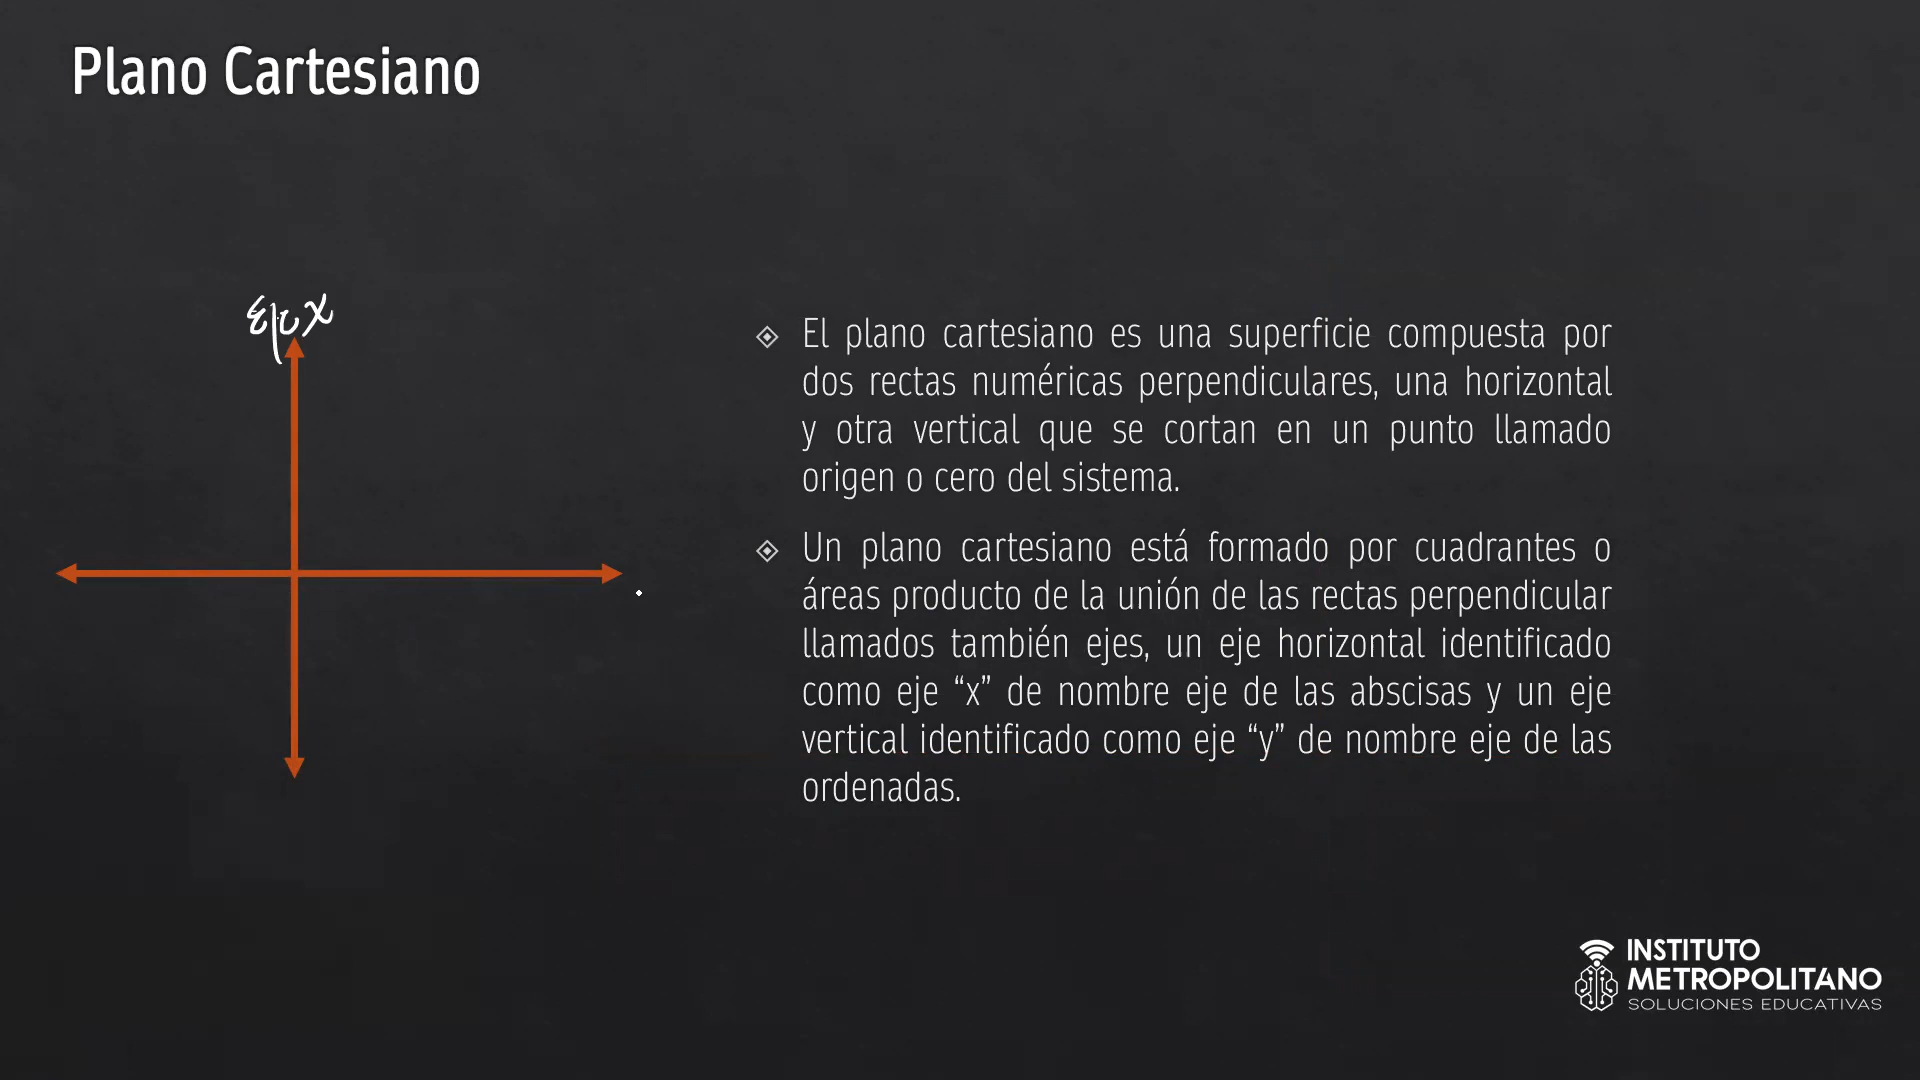 Plano Cartesiano
eje x
El plano cartesiano es una superficie compuesta por
dos rectas numéricas perpendiculares, una horizontal
y otra vertical que se cortan en un punto llamado
origen o cero del sistema.
Un plano cartesiano está formado por cuadrantes o
áreas producto de la unión de las rectas perpendicular
llamados también ejes, un eje horizontal identificado
como eje “x” de nombre eje de las abscisas y un eje
vertical identificado como eje “y” de nombre eje de las
ordenadas.
INSTITUTO
METROPOLITANO
SOLUCIONES EDUCATIVAS